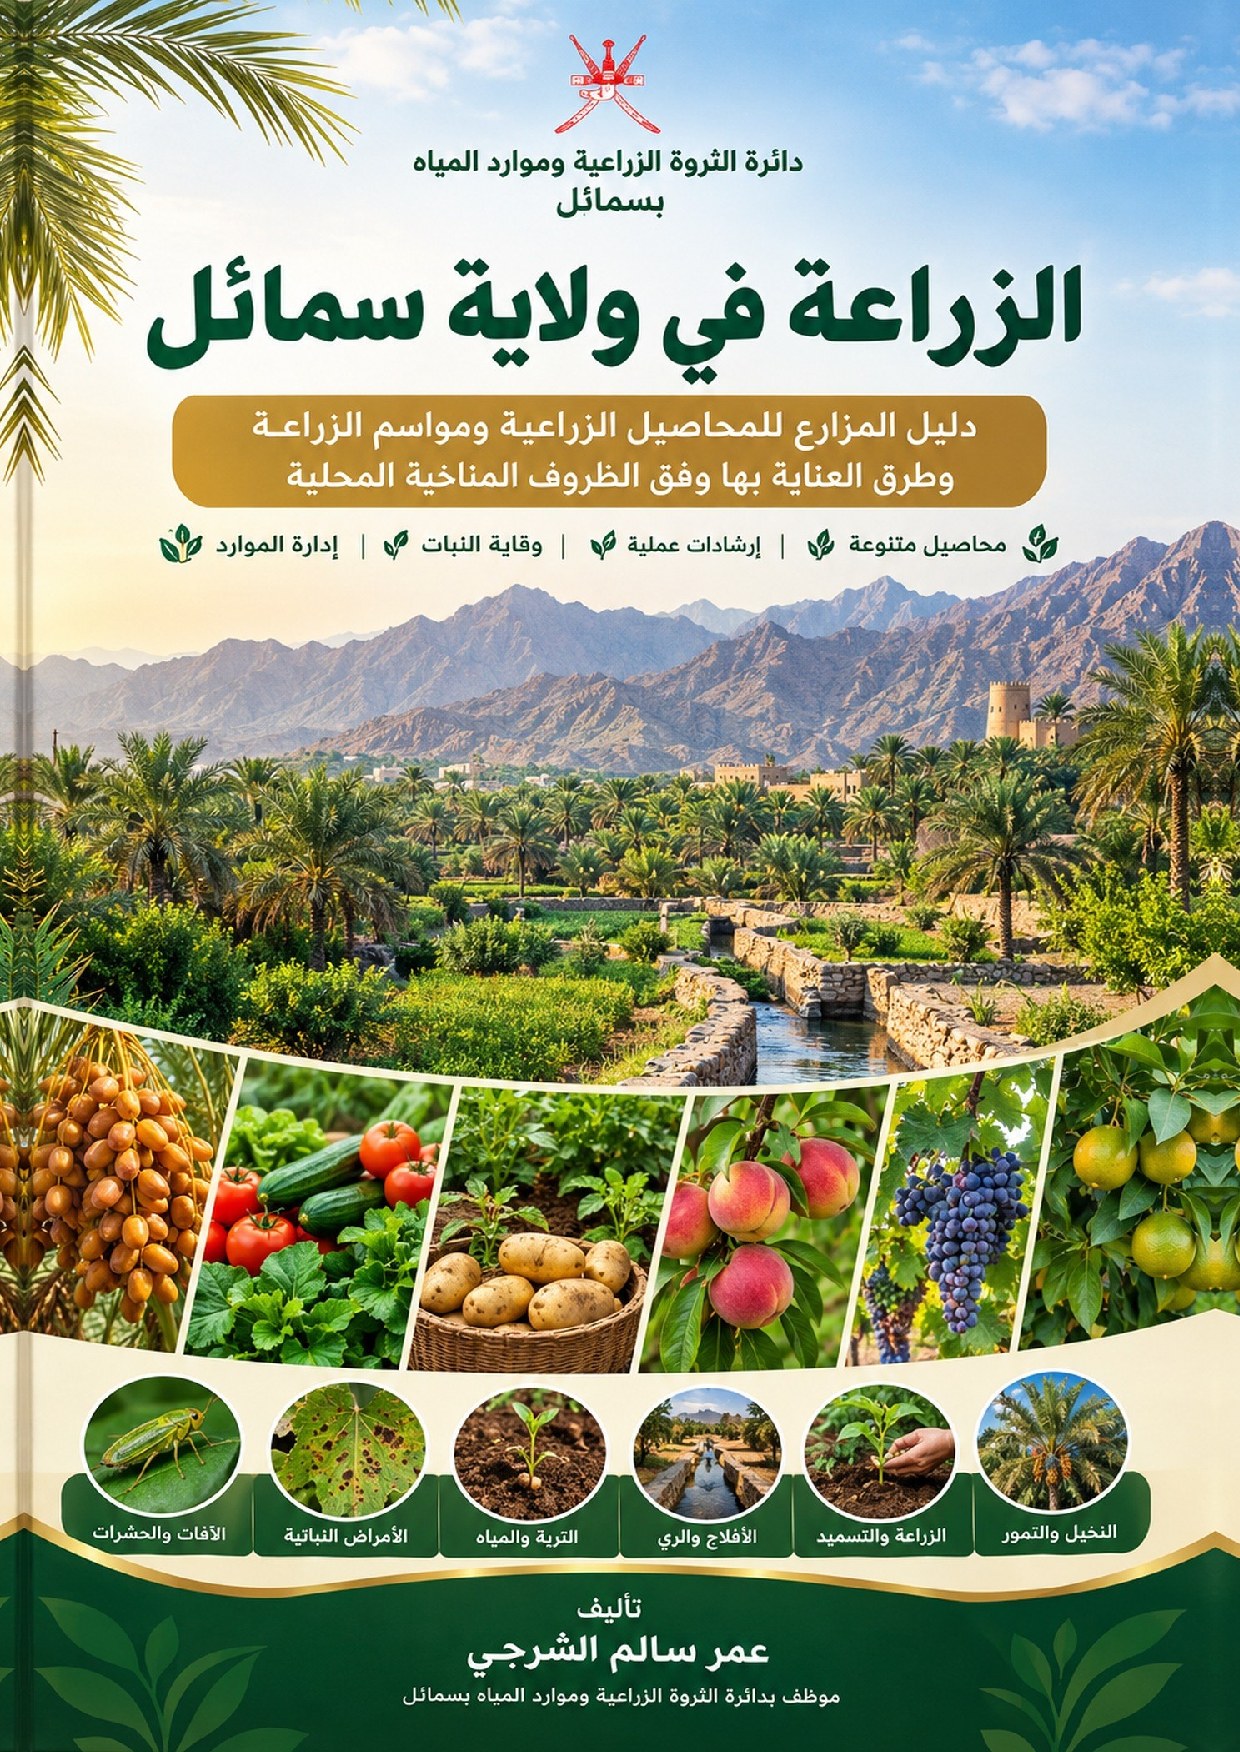 دائرة الثروة الزراعية وموارد المياه
بسمائل
الزراعة في ولاية سمائل
دليل المزارع للمحاصيل الزراعية ومواسم الزراعة
وطرق العناية بها وفق الظروف المناخية المحلية
محاصيل متنوعة | إرشادات عملية | وقاية النبات | إدارة الموارد
النخيل والتمور
الزراعة والتسميد
الأفلاج والري
التربة والمياه
الأمراض النباتية
الآفات والحشرات
تأليف
عمر سالم الشرجي
موظف بدائرة الثروة الزراعية وموارد المياه بسمائل